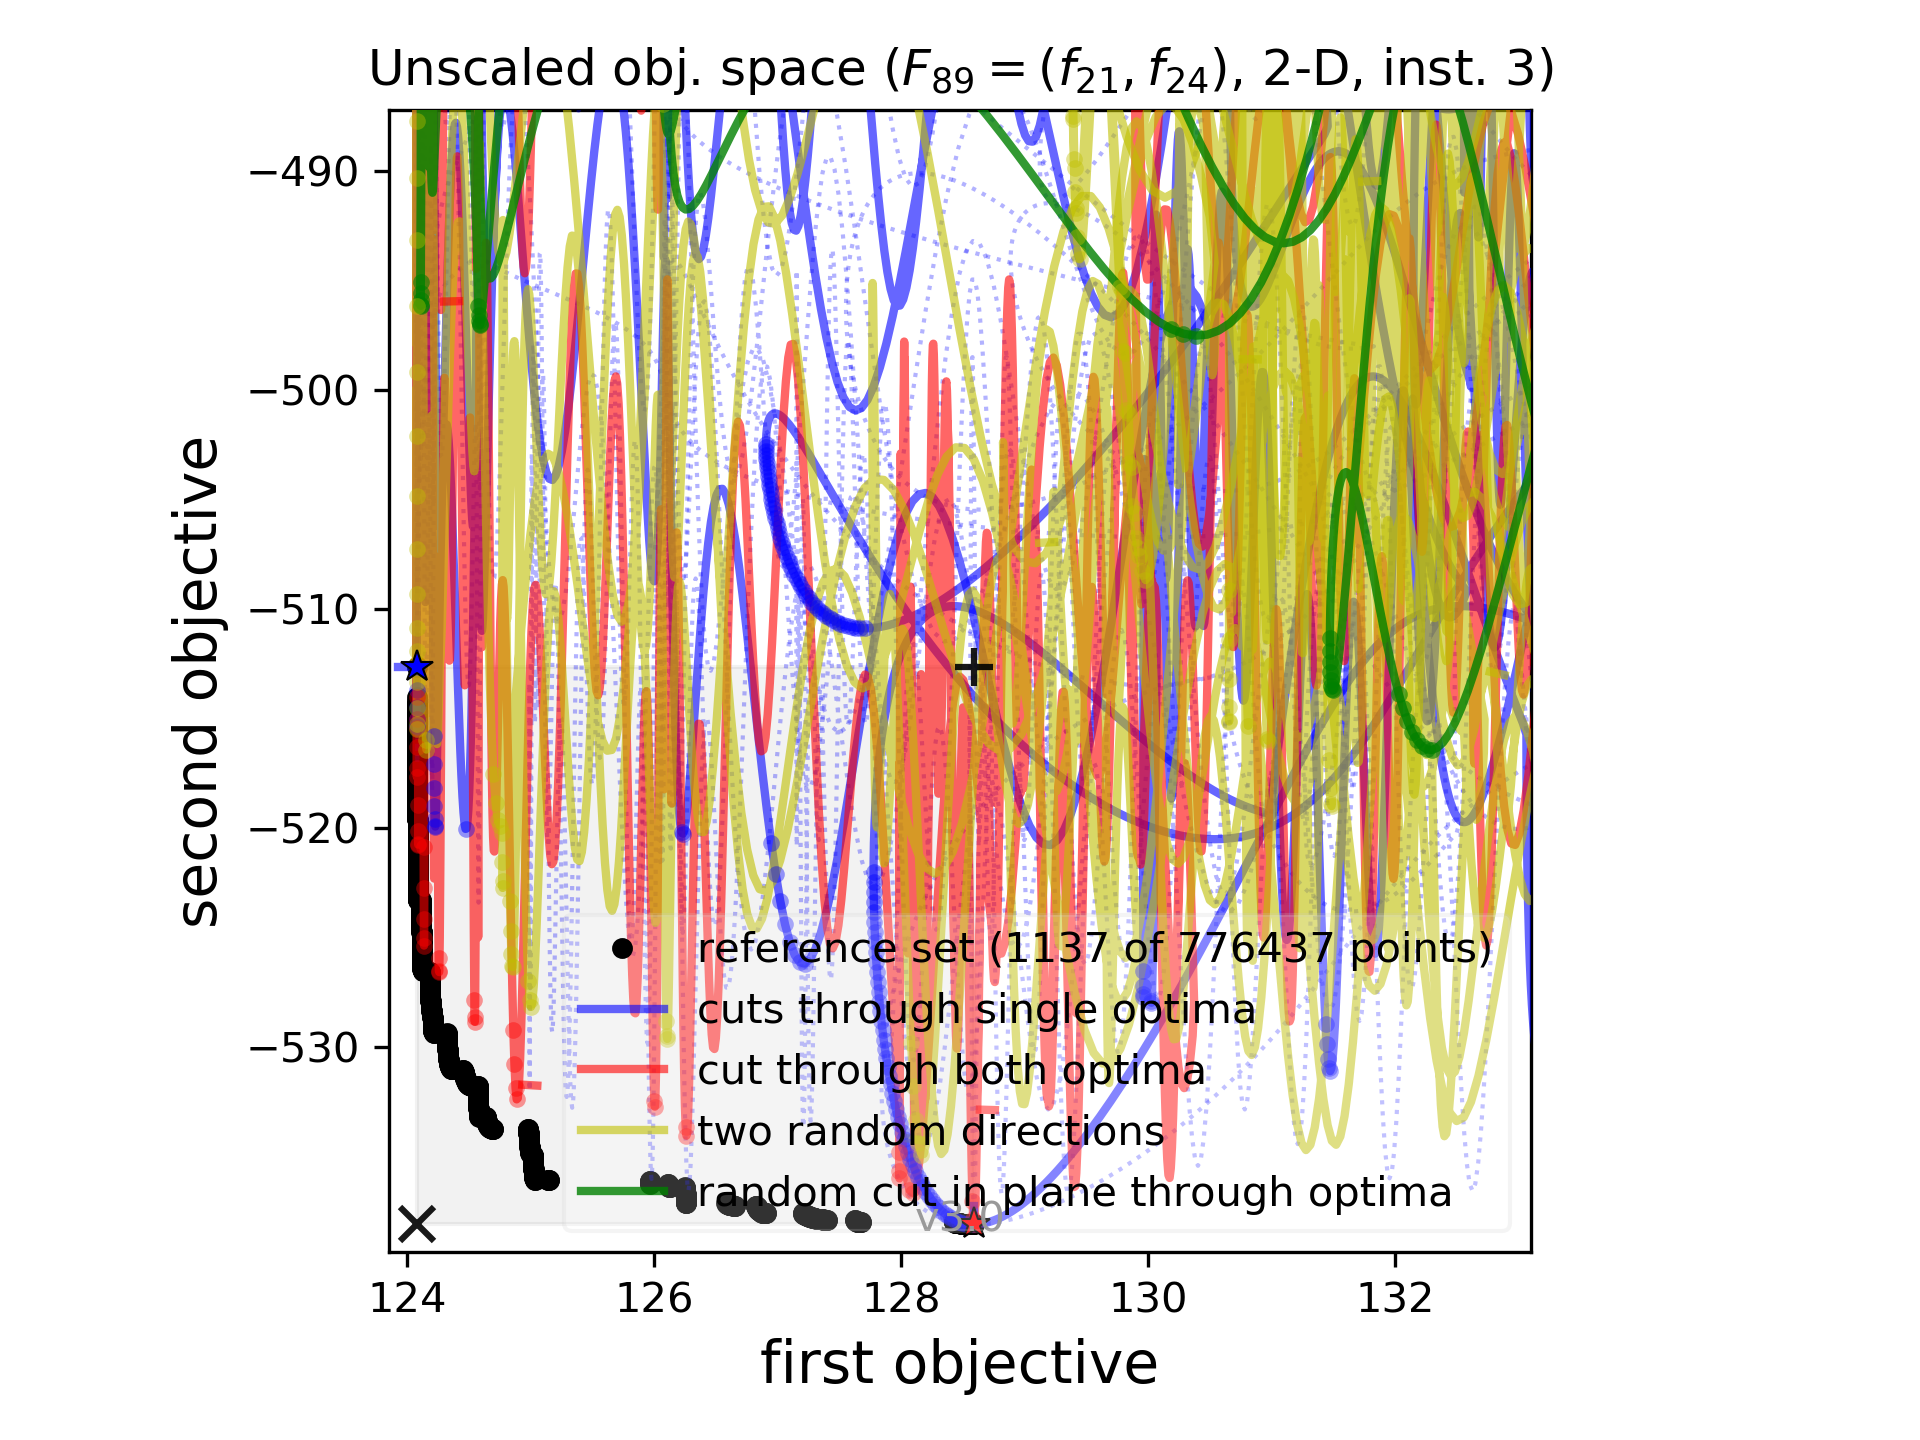 Unscaled obj. space (F₈₉ = (f₂₁, f₂₄), 2-D, inst. 3)
second objective
−490
−500
−510
−520
−530
reference set (1137 of 776437 points)
cuts through single optima
cut through both optima
two random directions
random cut in plane through optima
124
126
128
130
132
first objective